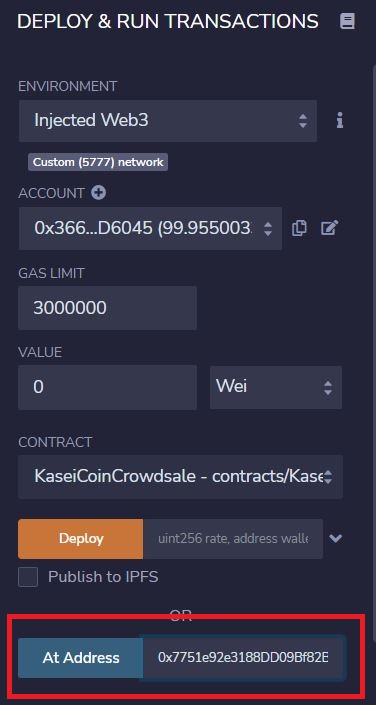 DEPLOY & RUN TRANSACTIONS
ENVIRONMENT
Injected Web3
Custom (5777) network
ACCOUNT
0x366...D6045 (99.955003
GAS LIMIT
3000000
VALUE
0 Wei
CONTRACT
KaseiCoinCrowdsale - contracts/Kase
Deploy uint256 rate, address walle
Publish to IPFS
OR
At Address 0x7751e92e3188DD09Bf82B